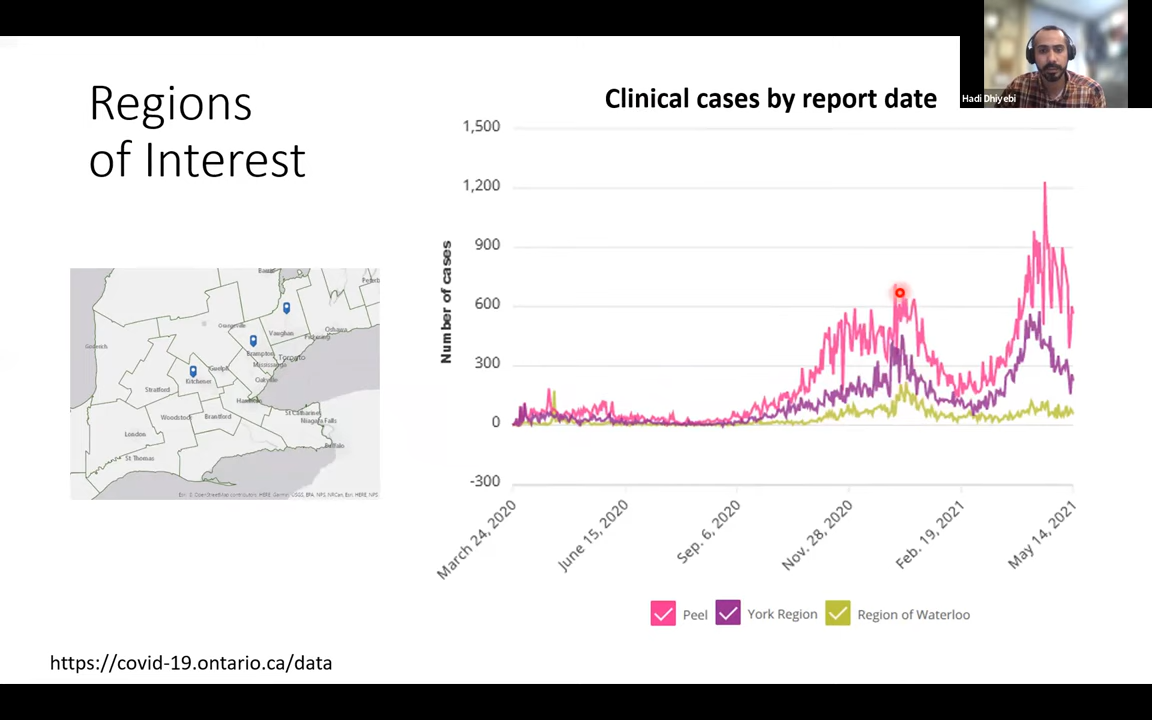 Regions
of Interest
Clinical cases by report date
Hadi Dhiyebi
1,500
1,200
900
600
300
0
-300
Number of cases
March 24, 2020
June 15, 2020
Sep. 6, 2020
Nov. 28, 2020
Feb. 19, 2021
May 14, 2021
Peel
York Region
Region of Waterloo
Orangeville
Vaughan
Oshawa
Pickering
Goderich
Brampton
Toronto
Mississauga
Guelph
Kitchener
Oakville
Stratford
Hamilton
Woodstock
Brantford
St Catharines
Niagara Falls
London
Buffalo
St Thomas
https://covid-19.ontario.ca/data